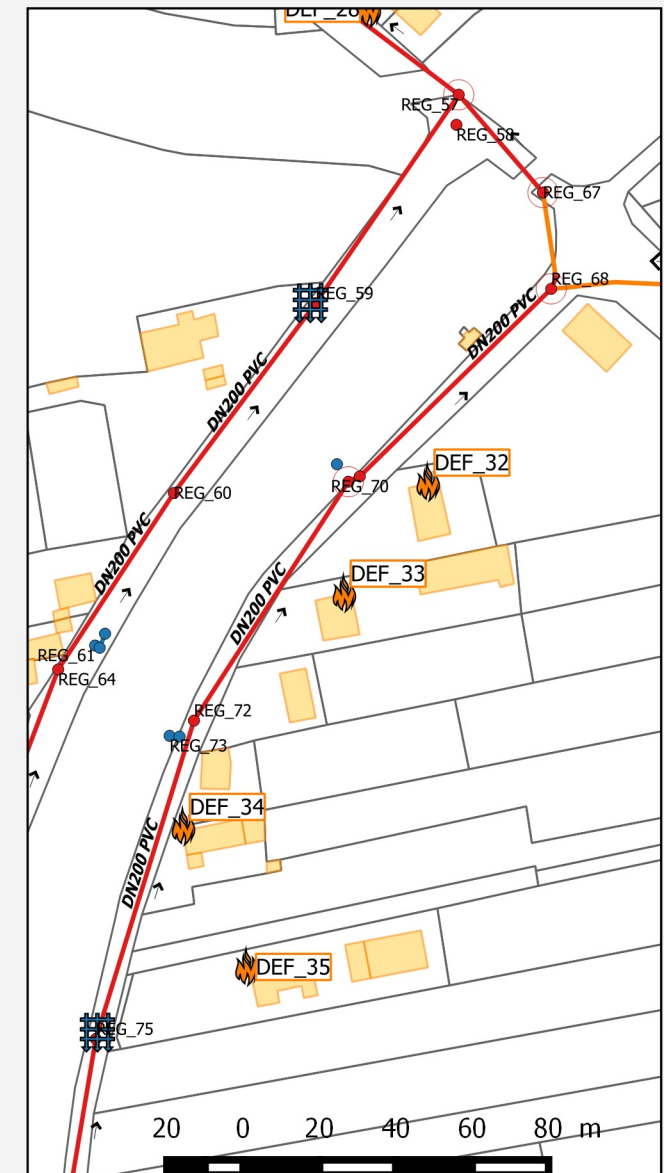 DEF_28
REG_57
REG_58
REG_67
REG_68
REG_59
DN200 PVC
DN200 PVC
DEF_32
REG_70
REG_60
DN200 PVC
DEF_33
DN200 PVC
REG_61
REG_64
REG_72
REG_73
DEF_34
DN200 PVC
DEF_35
REG_75
20 0 20 40 60 80 m